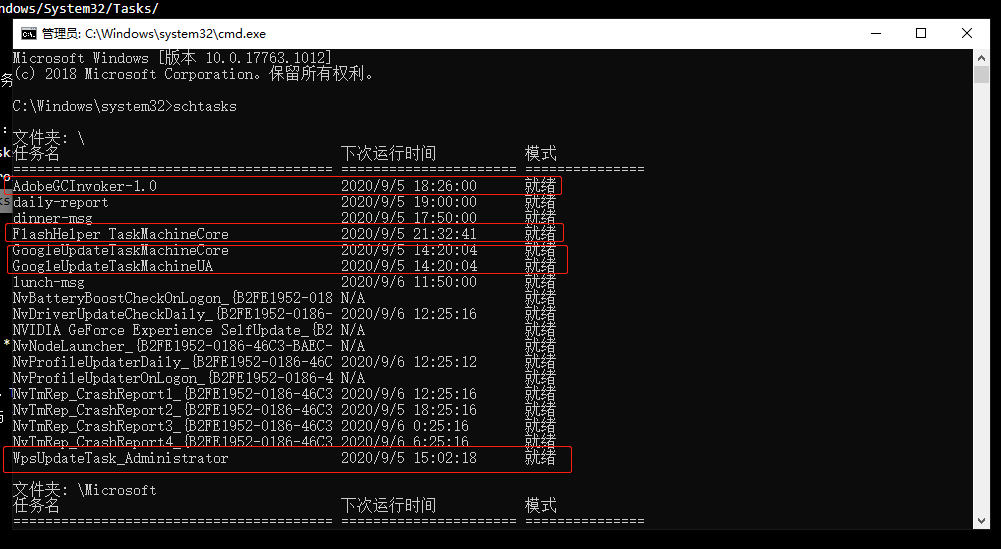 ndows/System32/Tasks/
管理员: C:\Windows\system32\cmd.exe
Microsoft Windows [版本 10.0.17763.1012]
(c) 2018 Microsoft Corporation。保留所有权利。
C:\Windows\system32>schtasks
文件夹: \
任务名 下次运行时间 模式
======================================== ====================== ===============
AdobeGCInvoker-1.0 2020/9/5 18:26:00 就绪
daily-report 2020/9/5 19:00:00 就绪
dinner-msg 2020/9/5 17:50:00 就绪
FlashHelper TaskMachineCore 2020/9/5 21:32:41 就绪
GoogleUpdateTaskMachineCore 2020/9/5 14:20:04 就绪
GoogleUpdateTaskMachineUA 2020/9/5 14:20:04 就绪
lunch-msg 2020/9/6 11:50:00 就绪
NvBatteryBoostCheckOnLogon_{B2FE1952-018 N/A 就绪
NvDriverUpdateCheckDaily_{B2FE1952-0186- 2020/9/6 12:25:16 就绪
NVIDIA GeForce Experience SelfUpdate_{B2 N/A 就绪
NvNodeLauncher_{B2FE1952-0186-46C3-BAEC- N/A 就绪
NvProfileUpdaterDaily_{B2FE1952-0186-46C 2020/9/6 12:25:12 就绪
NvProfileUpdaterOnLogon_{B2FE1952-0186-4 N/A 就绪
NvTmRep_CrashReport1_{B2FE1952-0186-46C3 2020/9/6 12:25:16 就绪
NvTmRep_CrashReport2_{B2FE1952-0186-46C3 2020/9/5 18:25:16 就绪
NvTmRep_CrashReport3_{B2FE1952-0186-46C3 2020/9/6 0:25:16 就绪
NvTmRep_CrashReport4_{B2FE1952-0186-46C3 2020/9/6 6:25:16 就绪
WpsUpdateTask_Administrator 2020/9/5 15:02:18 就绪
文件夹: \Microsoft
任务名 下次运行时间 模式
======================================== ====================== ===============